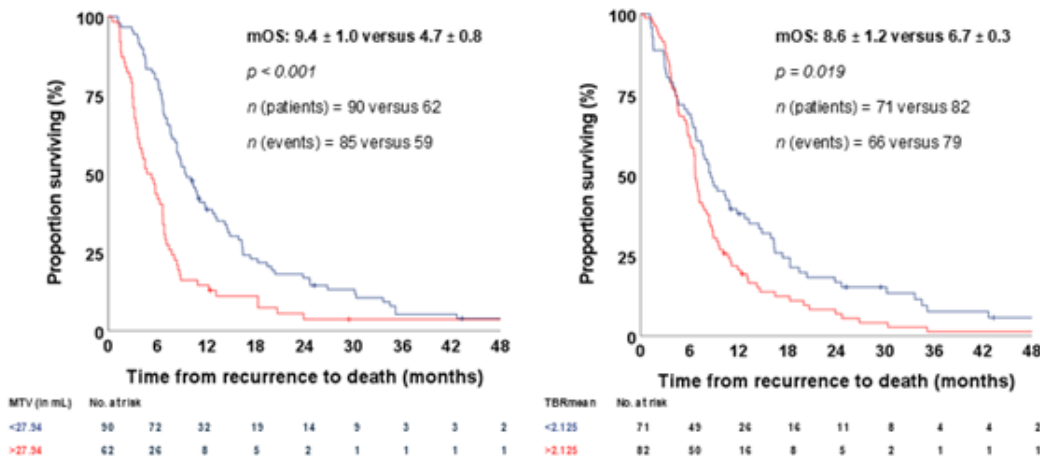 mOS: 9.4 ± 1.0 versus 4.7 ± 0.8
p < 0.001
n (patients) = 90 versus 62
n (events) = 85 versus 59
Proportion surviving (%)
100
75
50
25
0
0 6 12 18 24 30 36 42 48
Time from recurrence to death (months)
MTV (in mL) No. at risk
<27.94 90 72 32 19 14 9 3 3 2
>27.94 62 26 8 5 2 1 1 1 1
mOS: 8.6 ± 1.2 versus 6.7 ± 0.3
p = 0.019
n (patients) = 71 versus 82
n (events) = 66 versus 79
Proportion surviving (%)
100
75
50
25
0
0 6 12 18 24 30 36 42 48
Time from recurrence to death (months)
TBRmean No. at risk
<2.125 71 49 26 16 11 8 4 4 2
>2.125 82 50 16 8 5 2 1 1 1